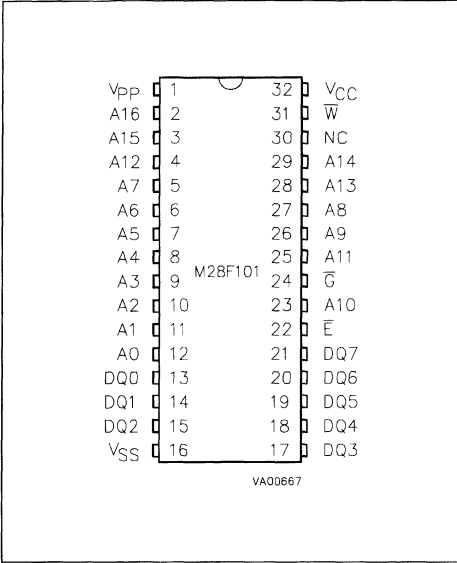 VPP 1 32 VCC
A16 2 31 W̅
A15 3 30 NC
A12 4 29 A14
A7 5 28 A13
A6 6 27 A8
A5 7 26 A9
A4 8 25 A11
M28F101
A3 9 24 G̅
A2 10 23 A10
A1 11 22 E̅
A0 12 21 DQ7
DQ0 13 20 DQ6
DQ1 14 19 DQ5
DQ2 15 18 DQ4
VSS 16 17 DQ3
VA00667